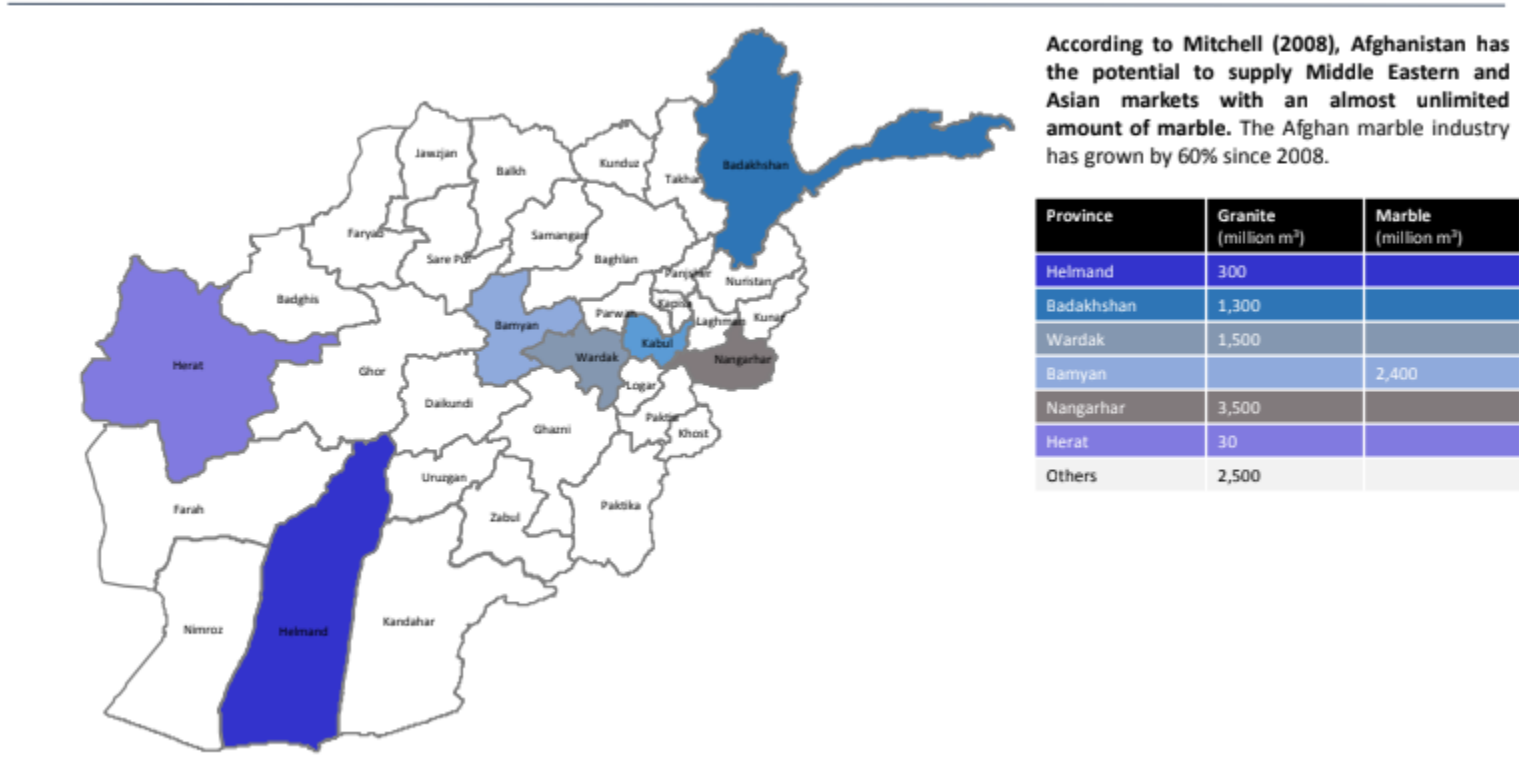 According to Mitchell (2008), Afghanistan has
the potential to supply Middle Eastern and
Asian markets with an almost unlimited
amount of marble. The Afghan marble industry
has grown by 60% since 2008.
Province Granite Marble
(million m³) (million m³)
Helmand 300
Badakhshan 1,300
Wardak 1,500
Bamyan 2,400
Nangarhar 3,500
Herat 30
Others 2,500
Jawzjan
Balkh
Kunduz
Takhar
Badakhshan
Faryab
Sare Pul
Samangan
Baghlan
Panjsher
Nuristan
Badghis
Bamyan
Parwan
Kapisa
Laghman
Kunar
Herat
Ghor
Wardak
Kabul
Nangarhar
Daikundi
Logar
Paktia
Khost
Ghazni
Uruzgan
Farah
Zabul
Paktika
Nimroz
Helmand
Kandahar